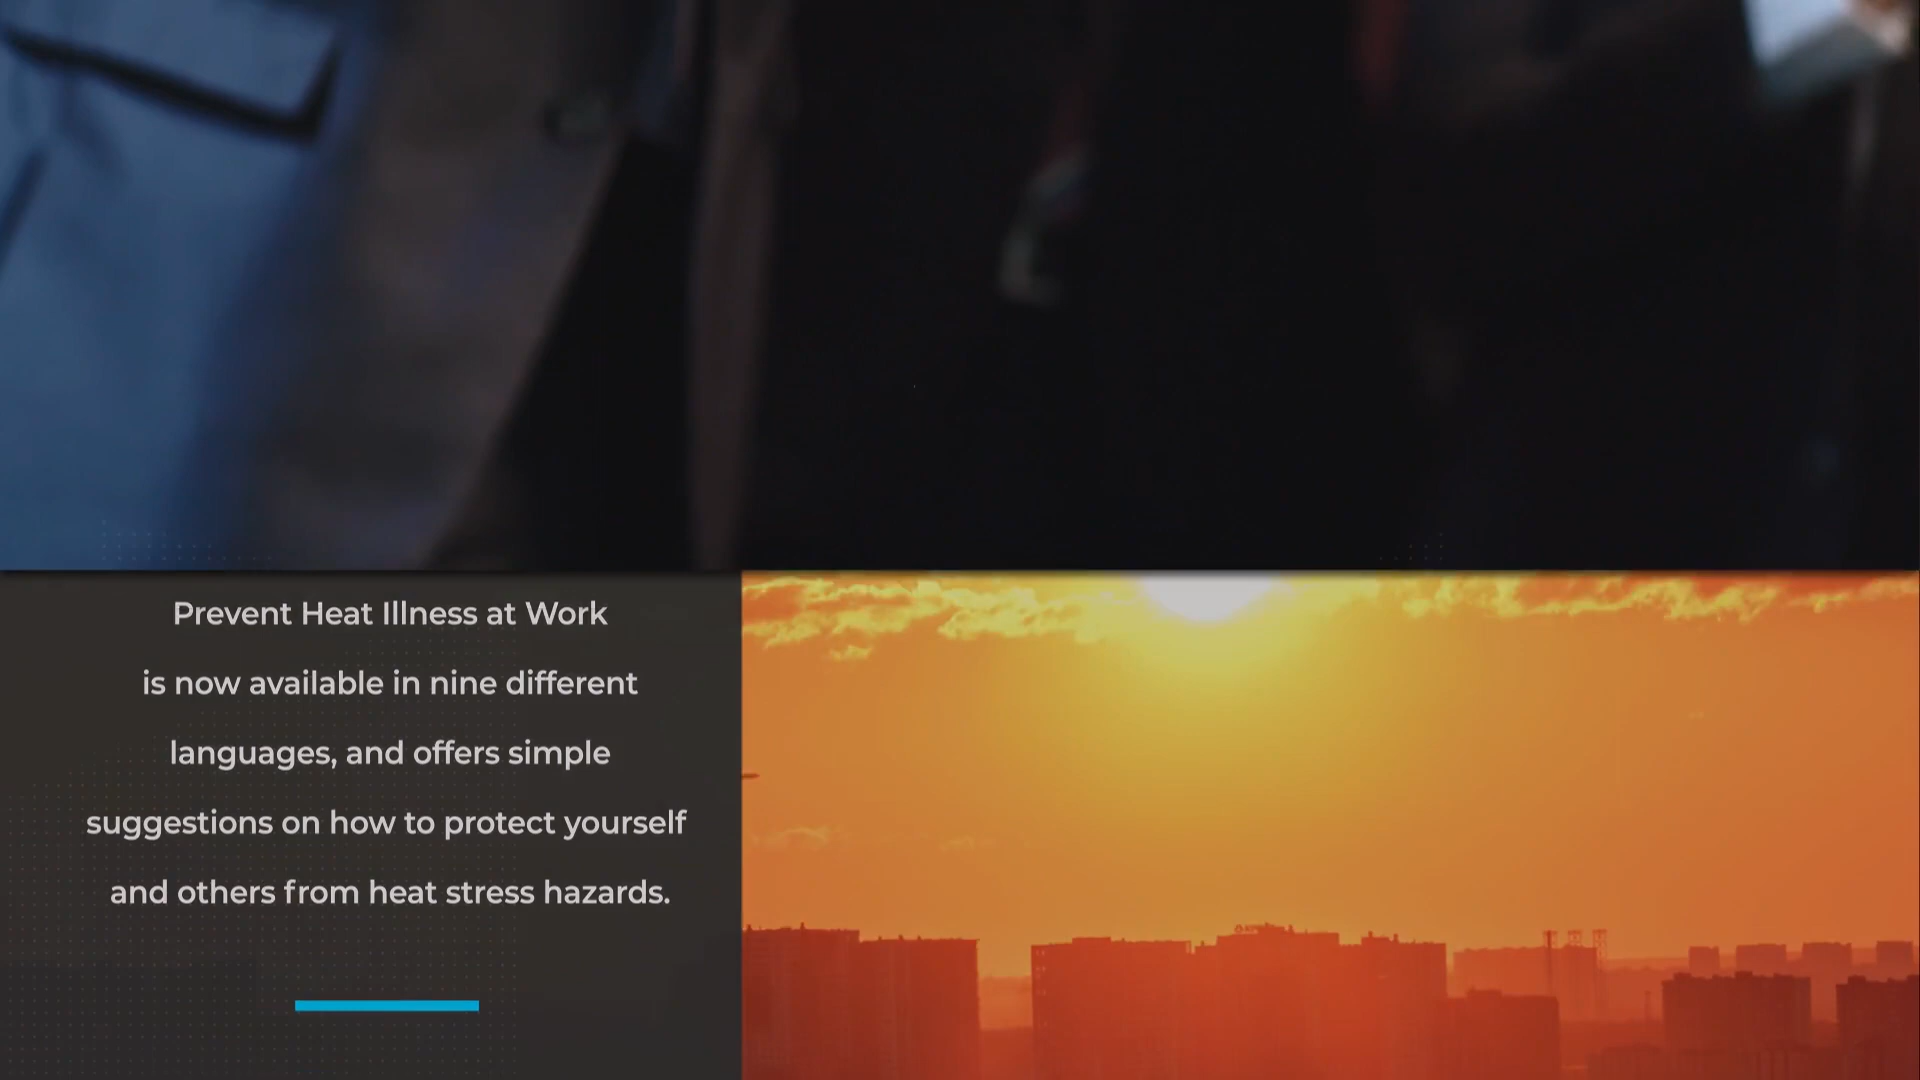 Prevent Heat Illness at Work
is now available in nine different
languages, and offers simple
suggestions on how to protect yourself
and others from heat stress hazards.